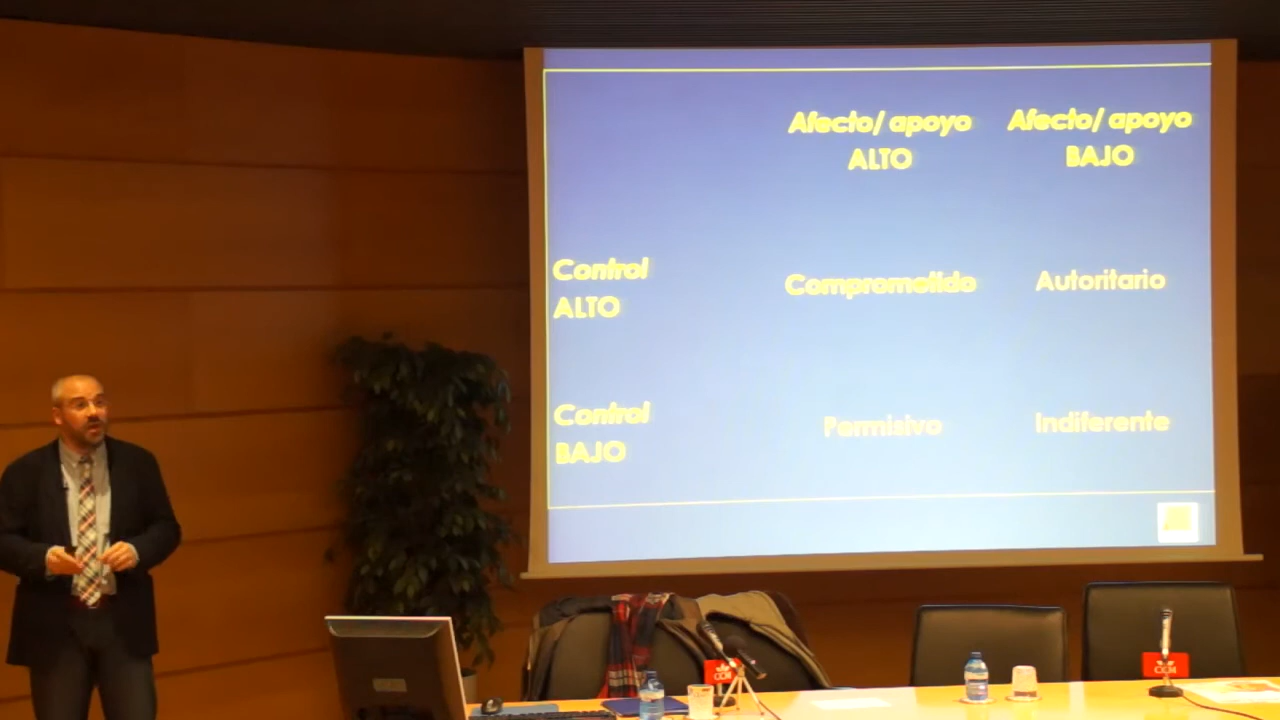 Afecto/ apoyo Afecto/ apoyo
ALTO BAJO
Control
ALTO
Comprometido Autoritario
Control
BAJO
Permisivo Indiferente